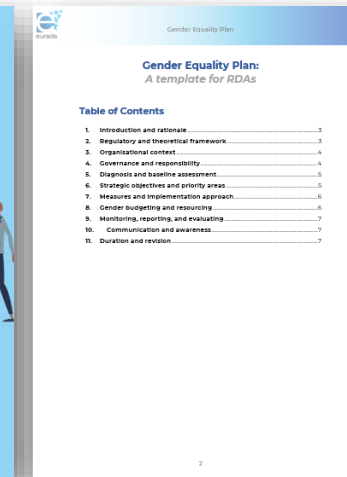 eurada
Gender Equality Plan
Gender Equality Plan:
A template for RDAs
Table of Contents
1. Introduction and rationale 3
2. Regulatory and theoretical framework 3
3. Organisational context 4
4. Governance and responsibility 4
5. Diagnosis and baseline assessment 5
6. Strategic objectives and priority areas 5
7. Measures and implementation approach 6
8. Gender budgeting and resourcing 6
9. Monitoring, reporting, and evaluating 7
10. Communication and awareness 7
11. Duration and revision 7
2